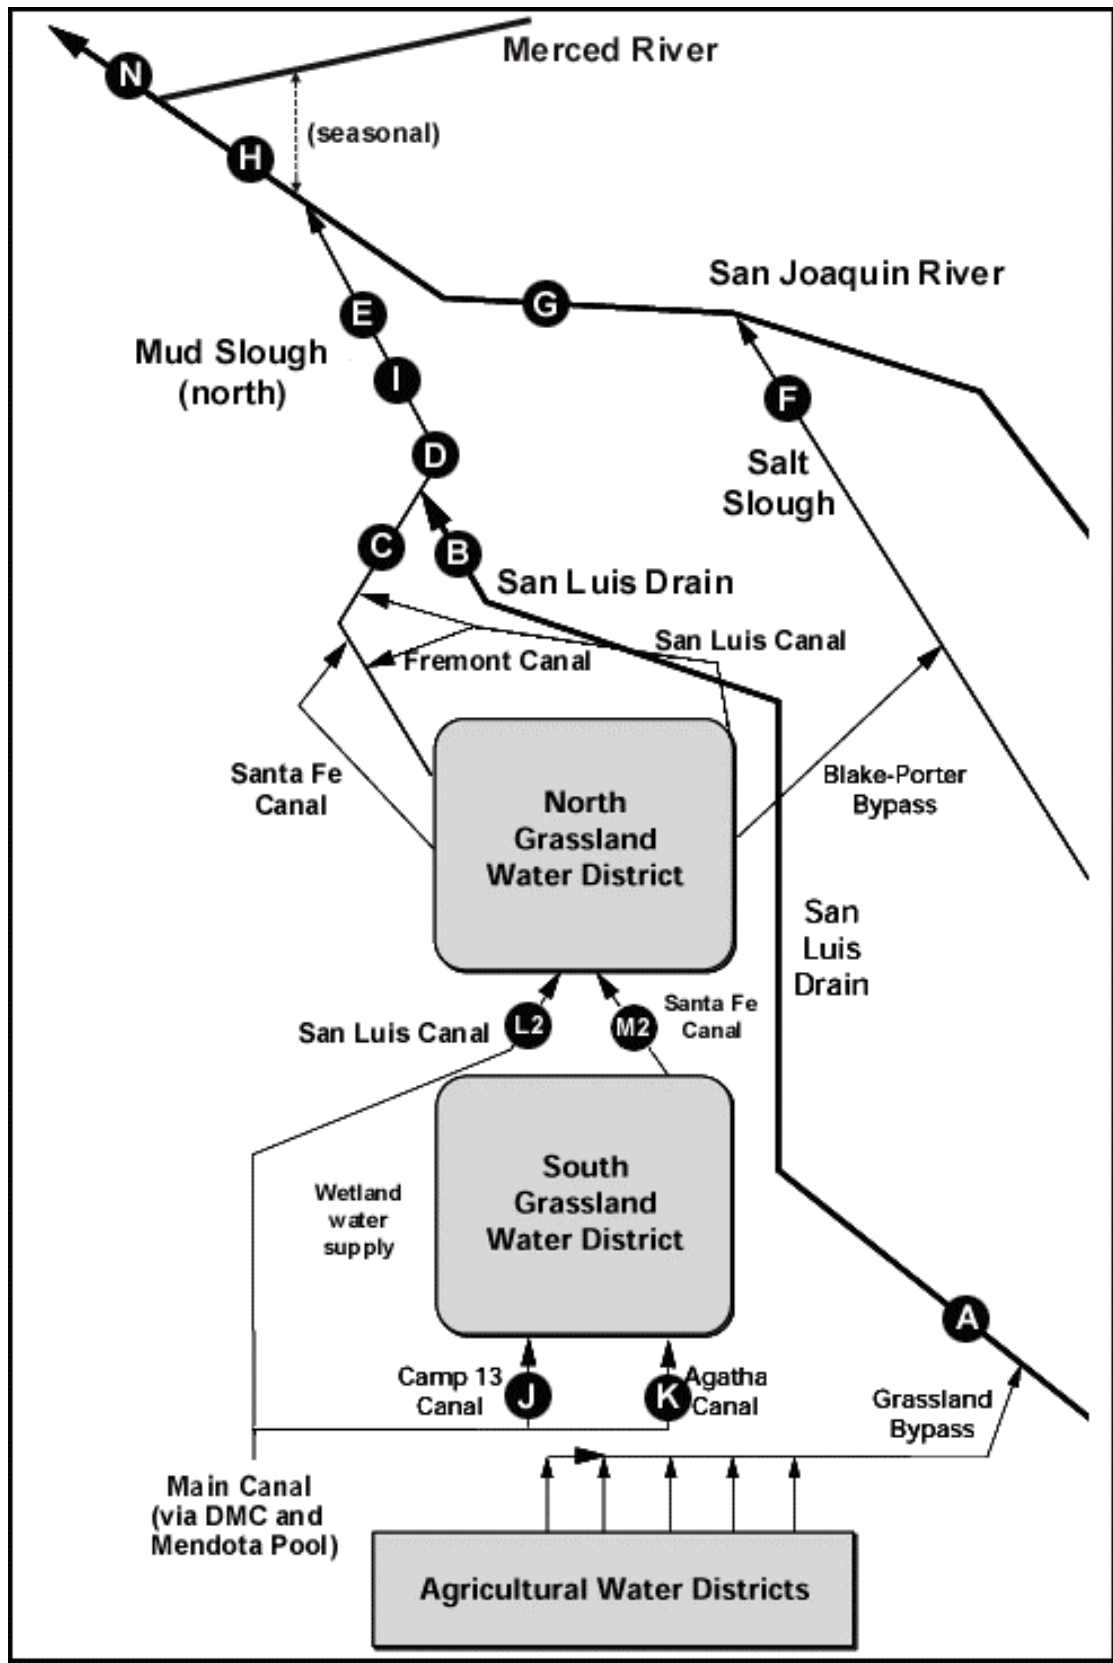 Merced River
N
(seasonal)
H
San Joaquin River
G
E
Mud Slough
(north)
I
F
D
Salt
Slough
C
B
San Luis Drain
San Luis Canal
Fremont Canal
Santa Fe
Canal
North
Grassland
Water District
Blake-Porter
Bypass
San
Luis
Drain
San Luis Canal
L2
M2
Santa Fe
Canal
South
Grassland
Water District
Wetland
water
supply
A
Camp 13
Canal
J
K
Agatha
Canal
Grassland
Bypass
Main Canal
(via DMC and
Mendota Pool)
Agricultural Water Districts